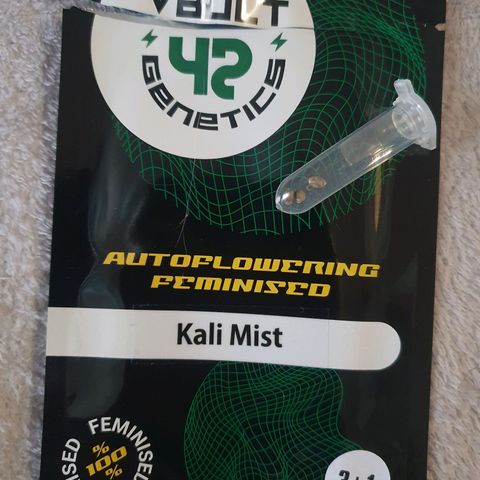 VAULT
42
GENETICS
AUTOFLOWERING
FEMINISED
Kali Mist
FEMINISED
%
100
%